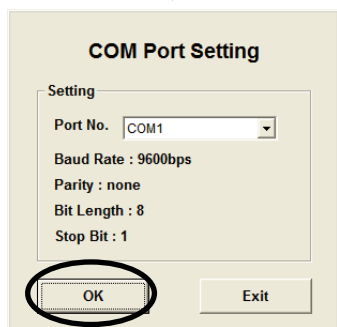 COM Port Setting
Setting
Port No. COM1
Baud Rate : 9600bps
Parity : none
Bit Length : 8
Stop Bit : 1
OK Exit